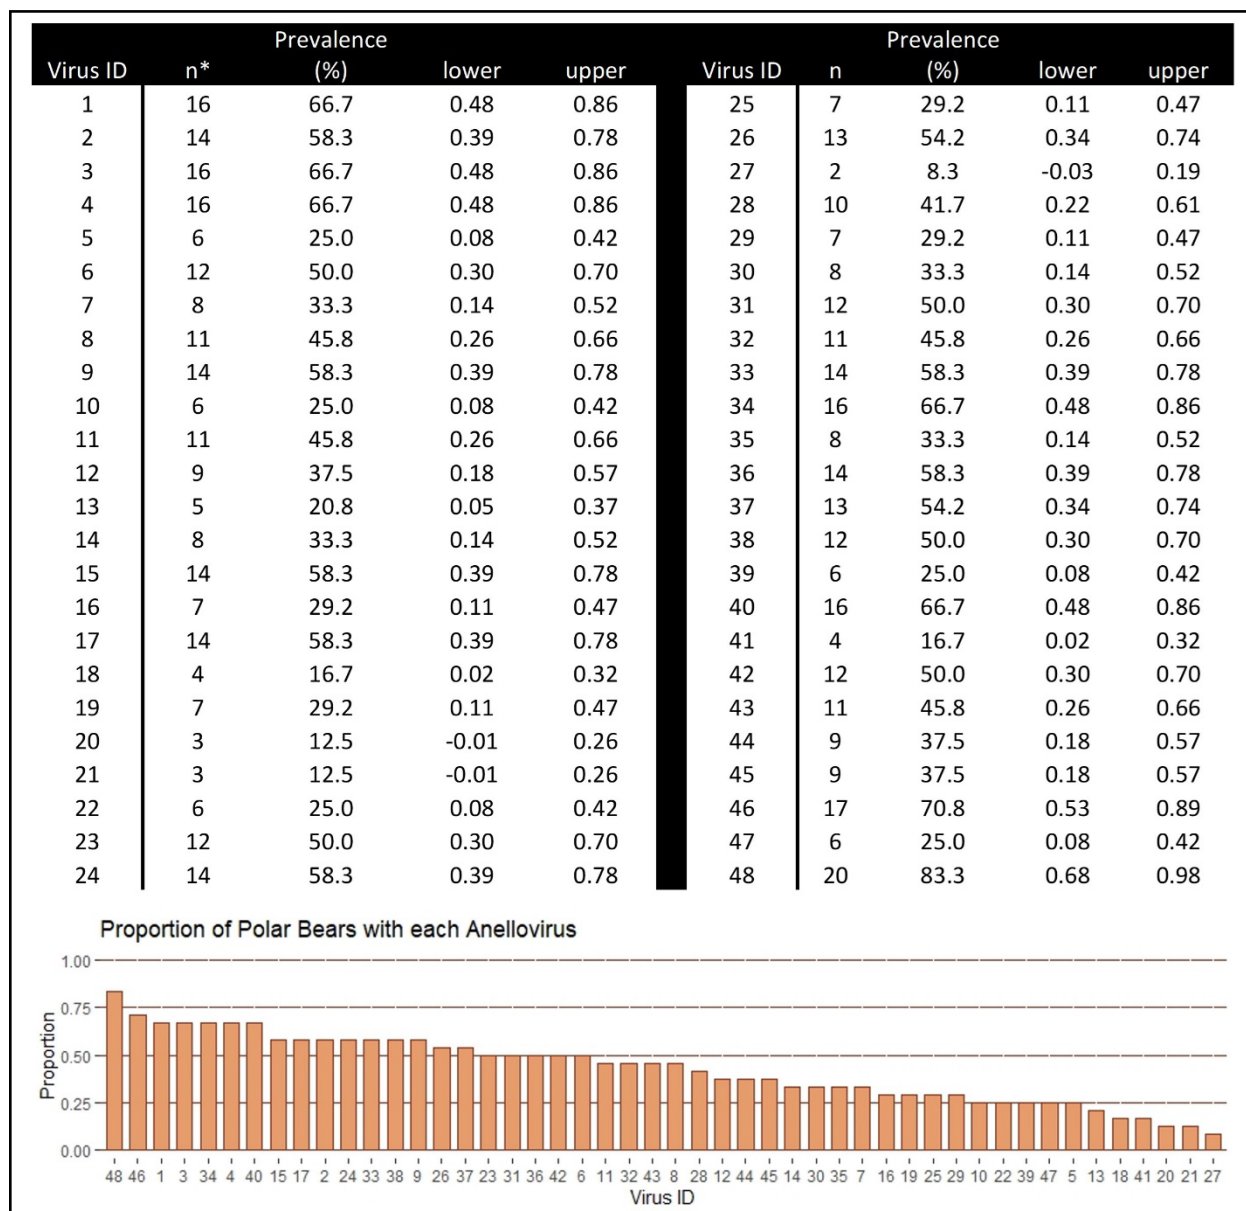 Prevalence Prevalence
Virus ID n* (%) lower upper Virus ID n (%) lower upper
1 16 66.7 0.48 0.86 25 7 29.2 0.11 0.47
2 14 58.3 0.39 0.78 26 13 54.2 0.34 0.74
3 16 66.7 0.48 0.86 27 2 8.3 -0.03 0.19
4 16 66.7 0.48 0.86 28 10 41.7 0.22 0.61
5 6 25.0 0.08 0.42 29 7 29.2 0.11 0.47
6 12 50.0 0.30 0.70 30 8 33.3 0.14 0.52
7 8 33.3 0.14 0.52 31 12 50.0 0.30 0.70
8 11 45.8 0.26 0.66 32 11 45.8 0.26 0.66
9 14 58.3 0.39 0.78 33 14 58.3 0.39 0.78
10 6 25.0 0.08 0.42 34 16 66.7 0.48 0.86
11 11 45.8 0.26 0.66 35 8 33.3 0.14 0.52
12 9 37.5 0.18 0.57 36 14 58.3 0.39 0.78
13 5 20.8 0.05 0.37 37 13 54.2 0.34 0.74
14 8 33.3 0.14 0.52 38 12 50.0 0.30 0.70
15 14 58.3 0.39 0.78 39 6 25.0 0.08 0.42
16 7 29.2 0.11 0.47 40 16 66.7 0.48 0.86
17 14 58.3 0.39 0.78 41 4 16.7 0.02 0.32
18 4 16.7 0.02 0.32 42 12 50.0 0.30 0.70
19 7 29.2 0.11 0.47 43 11 45.8 0.26 0.66
20 3 12.5 -0.01 0.26 44 9 37.5 0.18 0.57
21 3 12.5 -0.01 0.26 45 9 37.5 0.18 0.57
22 6 25.0 0.08 0.42 46 17 70.8 0.53 0.89
23 12 50.0 0.30 0.70 47 6 25.0 0.08 0.42
24 14 58.3 0.39 0.78 48 20 83.3 0.68 0.98
Proportion of Polar Bears with each Anellovirus
1.00
0.75
0.50
0.25
0.00
Proportion
48 46 1 3 34 4 40 15 17 2 24 33 38 9 26 37 23 31 36 42 6 11 32 43 8 28 12 44 45 14 30 35 7 16 19 25 29 10 22 39 47 5 13 18 41 20 21 27
Virus ID